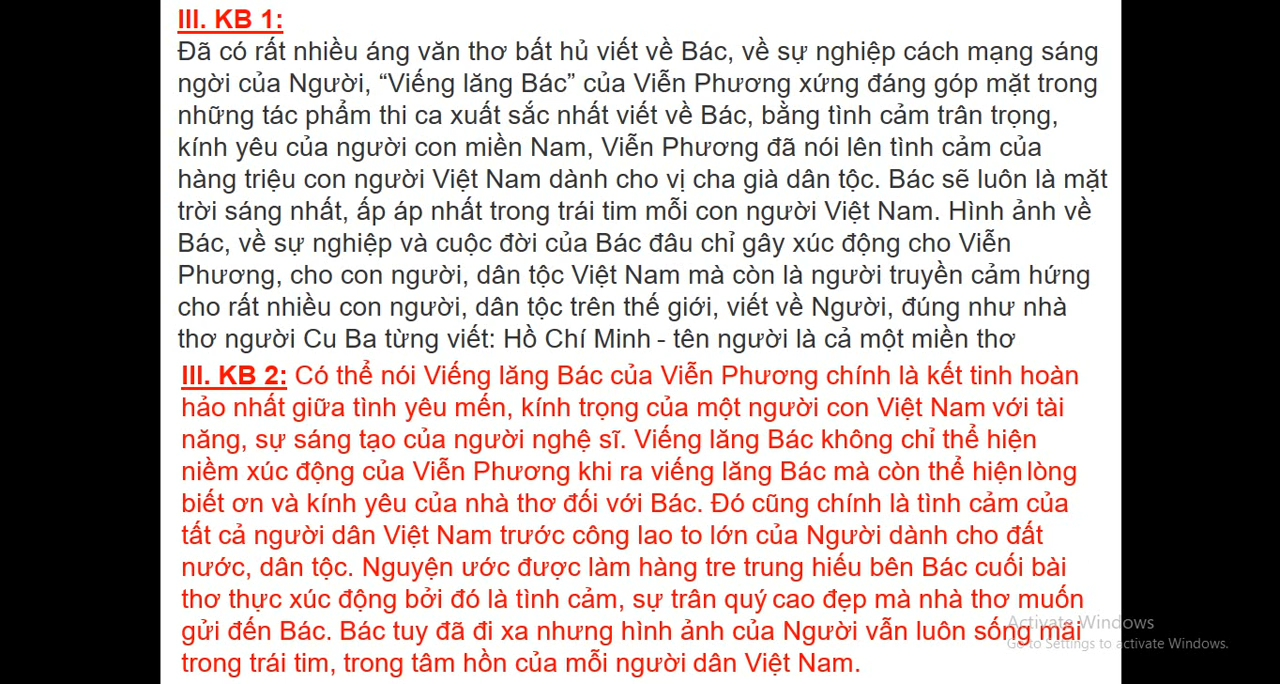 III. KB 1:
Đã có rất nhiều áng văn thơ bất hủ viết về Bác, về sự nghiệp cách mạng sáng
ngời của Người, “Viếng lăng Bác” của Viễn Phương xứng đáng góp mặt trong
những tác phẩm thi ca xuất sắc nhất viết về Bác, bằng tình cảm trân trọng,
kính yêu của người con miền Nam, Viễn Phương đã nói lên tình cảm của
hàng triệu con người Việt Nam dành cho vị cha già dân tộc. Bác sẽ luôn là mặt
trời sáng nhất, ấp áp nhất trong trái tim mỗi con người Việt Nam. Hình ảnh về
Bác, về sự nghiệp và cuộc đời của Bác đâu chỉ gây xúc động cho Viễn
Phương, cho con người, dân tộc Việt Nam mà còn là người truyền cảm hứng
cho rất nhiều con người, dân tộc trên thế giới, viết về Người, đúng như nhà
thơ người Cu Ba từng viết: Hồ Chí Minh - tên người là cả một miền thơ
III. KB 2: Có thể nói Viếng lăng Bác của Viễn Phương chính là kết tinh hoàn
hảo nhất giữa tình yêu mến, kính trọng của một người con Việt Nam với tài
năng, sự sáng tạo của người nghệ sĩ. Viếng lăng Bác không chỉ thể hiện
niềm xúc động của Viễn Phương khi ra viếng lăng Bác mà còn thể hiện lòng
biết ơn và kính yêu của nhà thơ đối với Bác. Đó cũng chính là tình cảm của
tất cả người dân Việt Nam trước công lao to lớn của Người dành cho đất
nước, dân tộc. Nguyện ước được làm hàng tre trung hiếu bên Bác cuối bài
thơ thực xúc động bởi đó là tình cảm, sự trân quý cao đẹp mà nhà thơ muốn
gửi đến Bác. Bác tuy đã đi xa nhưng hình ảnh của Người vẫn luôn sống mãi
trong trái tim, trong tâm hồn của mỗi người dân Việt Nam.
Activate Windows
Go to Settings to activate Windows.